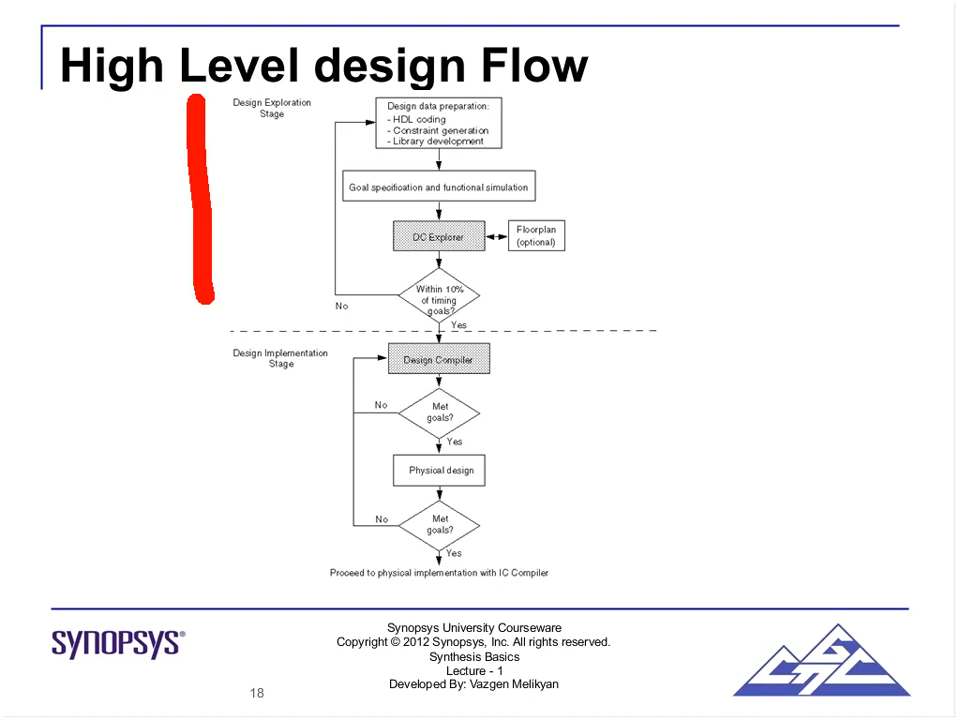 High Level design Flow
Design Exploration
Stage
Design data preparation:
- HDL coding
- Constraint generation
- Library development
Goal specification and functional simulation
DC Explorer
Floorplan
(optional)
Within 10%
of timing
goals?
No
Yes
Design Implementation
Stage
Design Compiler
No
Met
goals?
Yes
Physical design
No
Met
goals?
Yes
Proceed to physical implementation with IC Compiler
SYNOPSYS®
Synopsys University Courseware
Copyright © 2012 Synopsys, Inc. All rights reserved.
Synthesis Basics
Lecture - 1
Developed By: Vazgen Melikyan
18